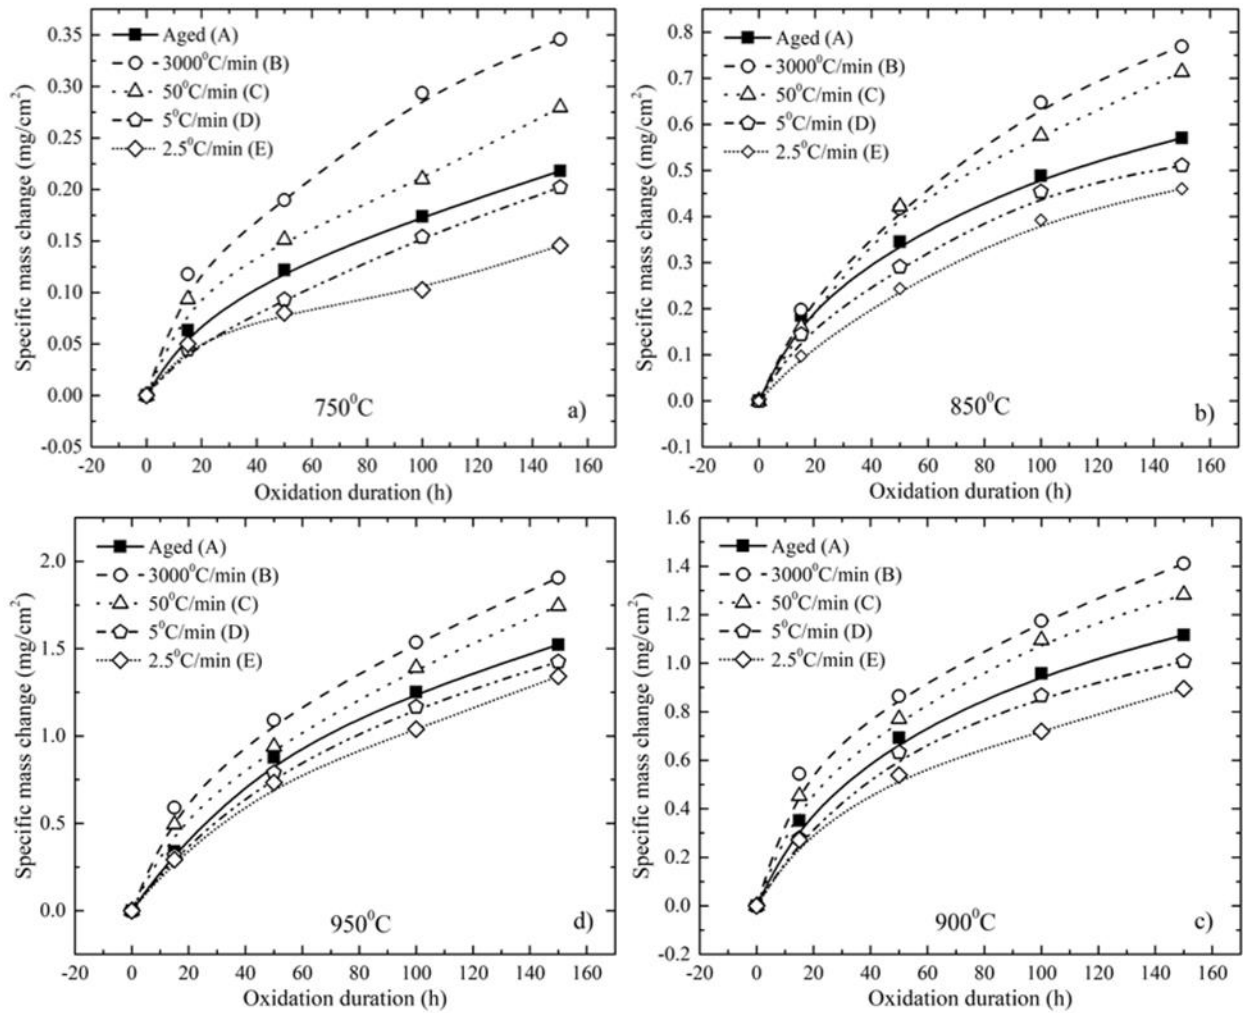 0.35
0.30
0.25
0.20
0.15
0.10
0.05
0.00
-0.05
Specific mass change (mg/cm²)
Aged (A)
3000⁰C/min (B)
50⁰C/min (C)
5⁰C/min (D)
2.5⁰C/min (E)
750⁰C
a)
-20 0 20 40 60 80 100 120 140 160
Oxidation duration (h)
0.8
0.7
0.6
0.5
0.4
0.3
0.2
0.1
0.0
-0.1
Specific mass change (mg/cm²)
Aged (A)
3000⁰C/min (B)
50⁰C/min (C)
5⁰C/min (D)
2.5⁰C/min (E)
850⁰C
b)
-20 0 20 40 60 80 100 120 140 160
Oxidation duration (h)
2.0
1.5
1.0
0.5
0.0
Specific mass change (mg/cm²)
Aged (A)
3000⁰C/min (B)
50⁰C/min (C)
5⁰C/min (D)
2.5⁰C/min (E)
950⁰C
d)
-20 0 20 40 60 80 100 120 140 160
Oxidation duration (h)
1.6
1.4
1.2
1.0
0.8
0.6
0.4
0.2
0.0
-0.2
Specific mass change (mg/cm²)
Aged (A)
3000⁰C/min (B)
50⁰C/min (C)
5⁰C/min (D)
2.5⁰C/min (E)
900⁰C
c)
-20 0 20 40 60 80 100 120 140 160
Oxidation duration (h)